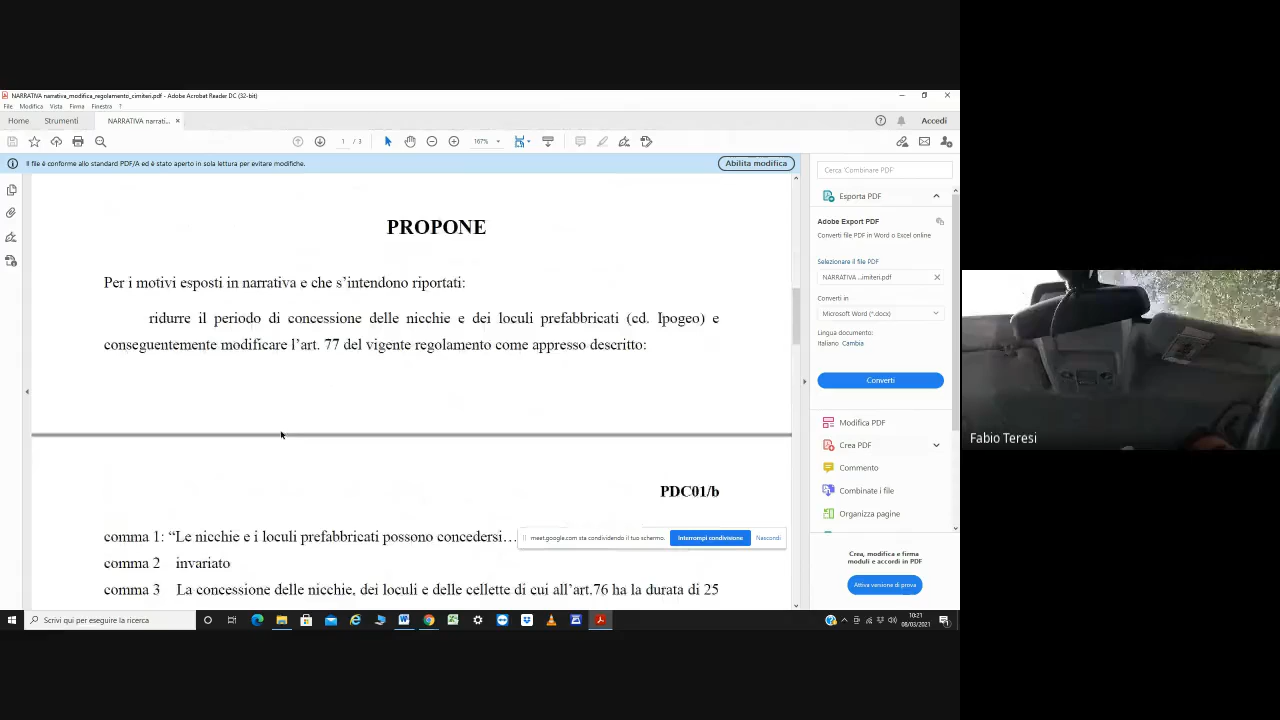 NARRATIVA narrativa_modifica_regolamento_cimiteri.pdf - Adobe Acrobat Reader DC (32-bit)
File Modifica Vista Firma Finestra ?
Home Strumenti NARRATIVA narrati... × Accedi
1 / 3 167%
Il file è conforme allo standard PDF/A ed è stato aperto in sola lettura per evitare modifiche. Abilita modifica
PROPONE
Per i motivi esposti in narrativa e che s’intendono riportati:
ridurre il periodo di concessione delle nicchie e dei loculi prefabbricati (cd. Ipogeo) e
conseguentemente modificare l’art. 77 del vigente regolamento come appresso descritto:
PDC01/b
comma 1: “Le nicchie e i loculi prefabbricati possono concedersi…
comma 2 invariato
comma 3 La concessione delle nicchie, dei loculi e delle cellette di cui all’art.76 ha la durata di 25
meet.google.com sta condividendo il tuo schermo. Interrompi condivisione Nascondi
Cerca 'Combinare PDF'
Esporta PDF
Adobe Export PDF
Converti file PDF in Word o Excel online
Selezionare il file PDF
NARRATIVA ...imiteri.pdf
Converti in
Microsoft Word (*.docx)
Lingua documento:
Italiano Cambia
Converti
Modifica PDF
Crea PDF
Commento
Combinate i file
Organizza pagine
Crea, modifica e firma
moduli e accordi in PDF
Attiva versione di prova
Scrivi qui per eseguire la ricerca
10:21
08/03/2021
Fabio Teresi